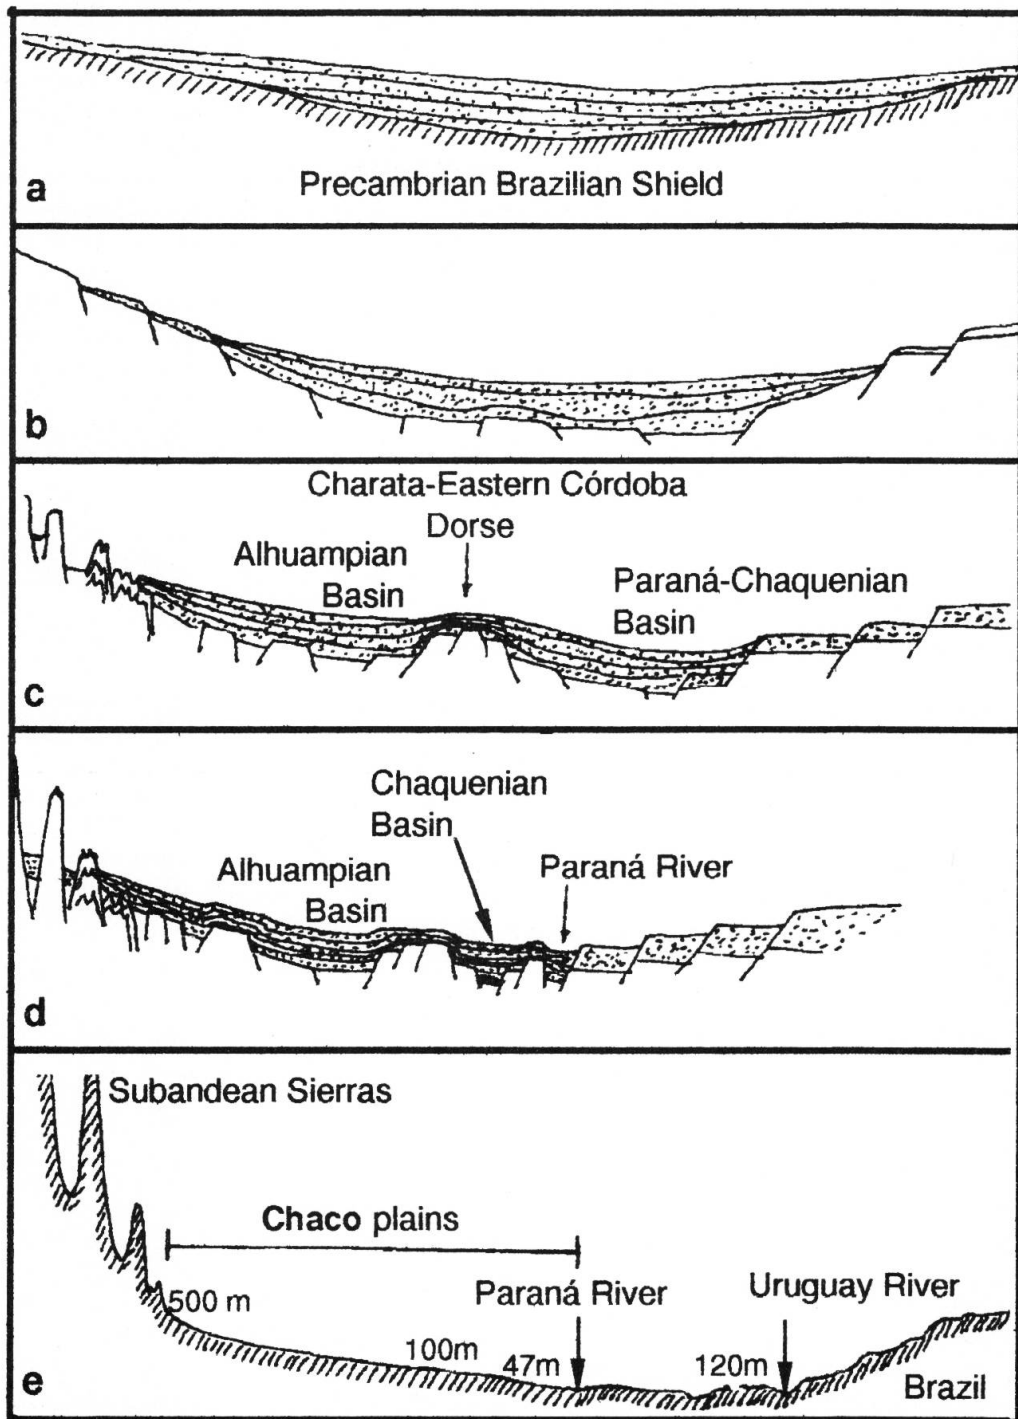 Precambrian Brazilian Shield
a
b
Charata-Eastern Córdoba
Dorse
Alhuampian
Basin
Paraná-Chaquenian
Basin
c
Chaquenian
Basin
Alhuampian
Basin
Paraná River
d
Subandean Sierras
Chaco plains
500 m
Paraná River
Uruguay River
100m
47m
120m
e
Brazil